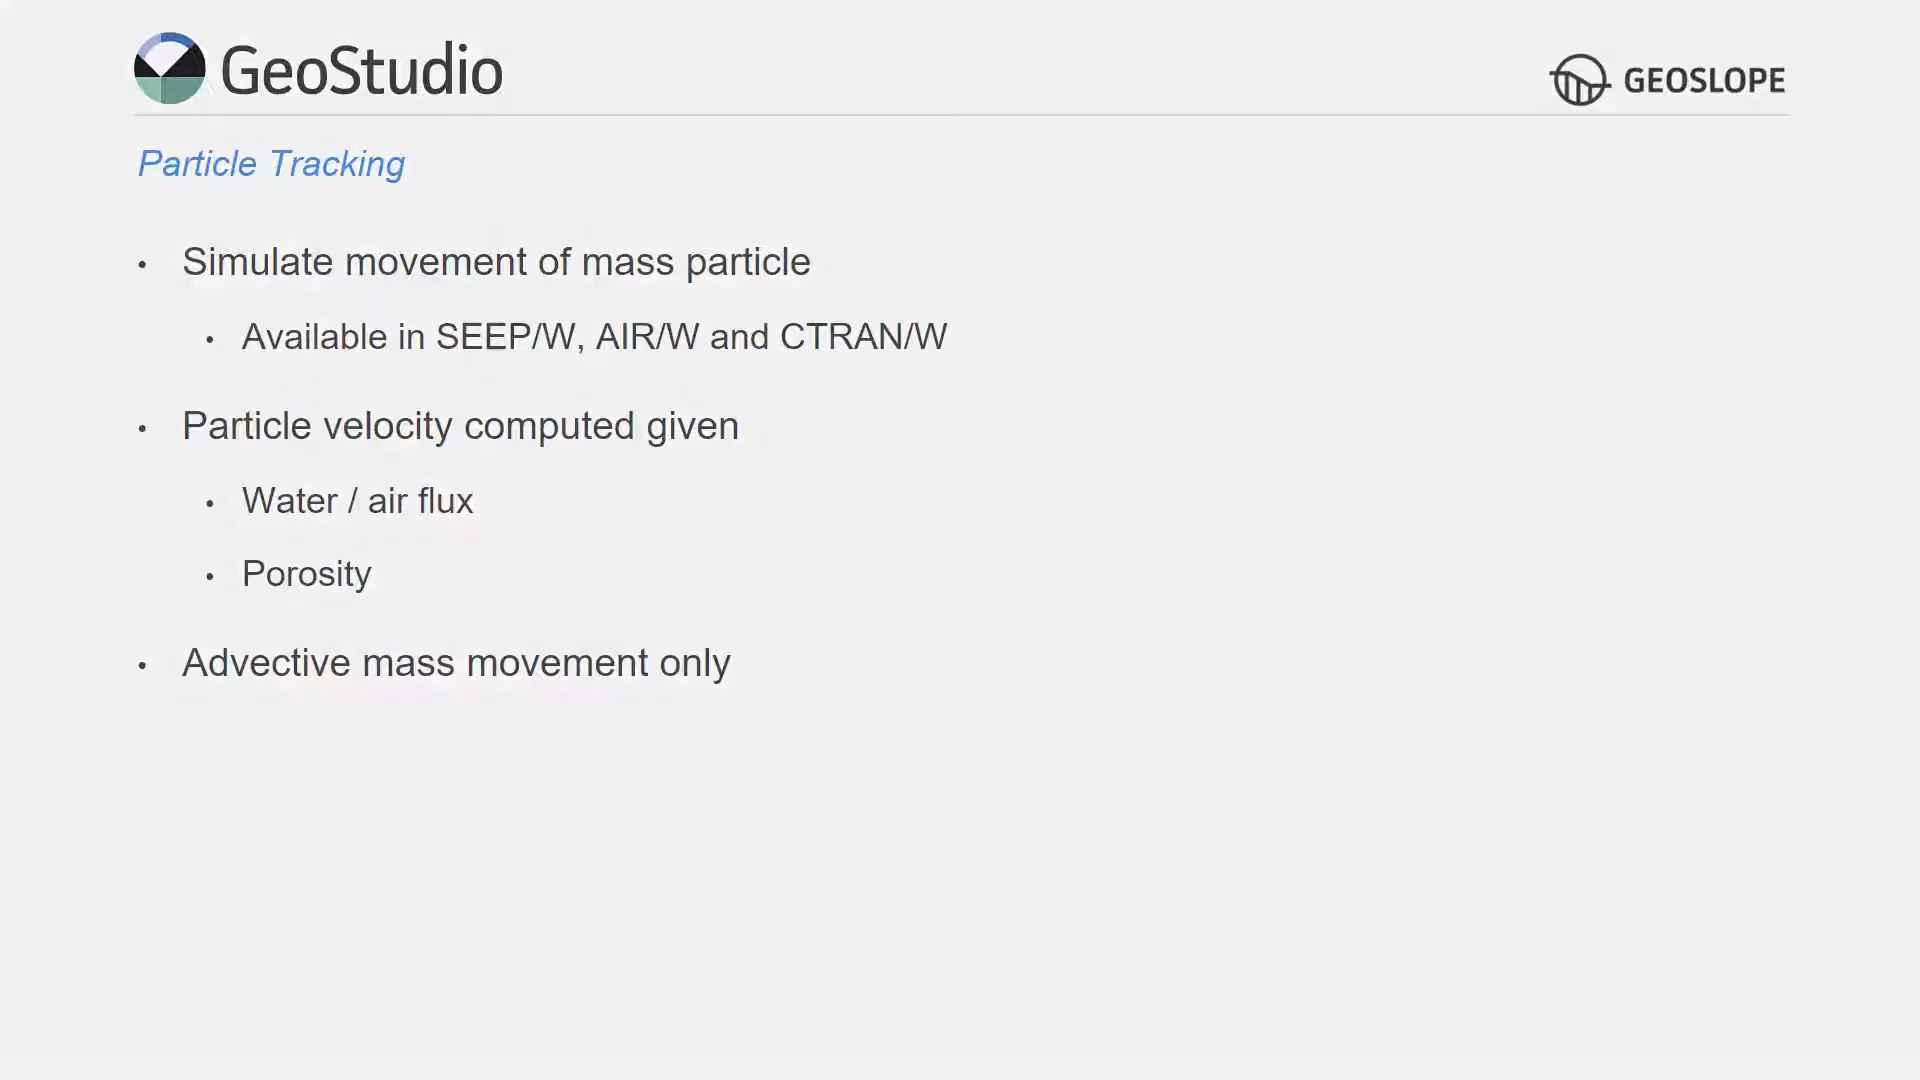 GeoStudio
GEOSLOPE
Particle Tracking
• Simulate movement of mass particle
• Available in SEEP/W, AIR/W and CTRAN/W
• Particle velocity computed given
• Water / air flux
• Porosity
• Advective mass movement only